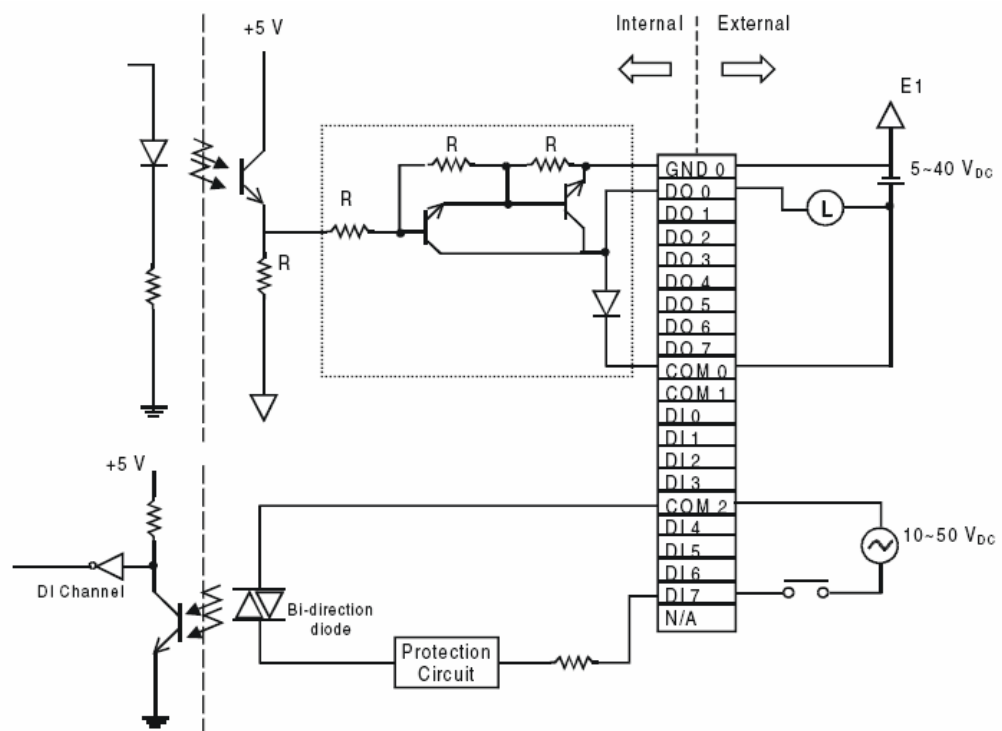 +5 V
Internal
External
E1
5~40 VDC
R
R
R
R
L
GND 0
DO 0
DO 1
DO 2
DO 3
DO 4
DO 5
DO 6
DO 7
COM 0
COM 1
DI 0
DI 1
DI 2
DI 3
COM 2
DI 4
DI 5
DI 6
DI 7
N/A
+5 V
DI Channel
Bi-direction
diode
Protection
Circuit
10~50 VDC